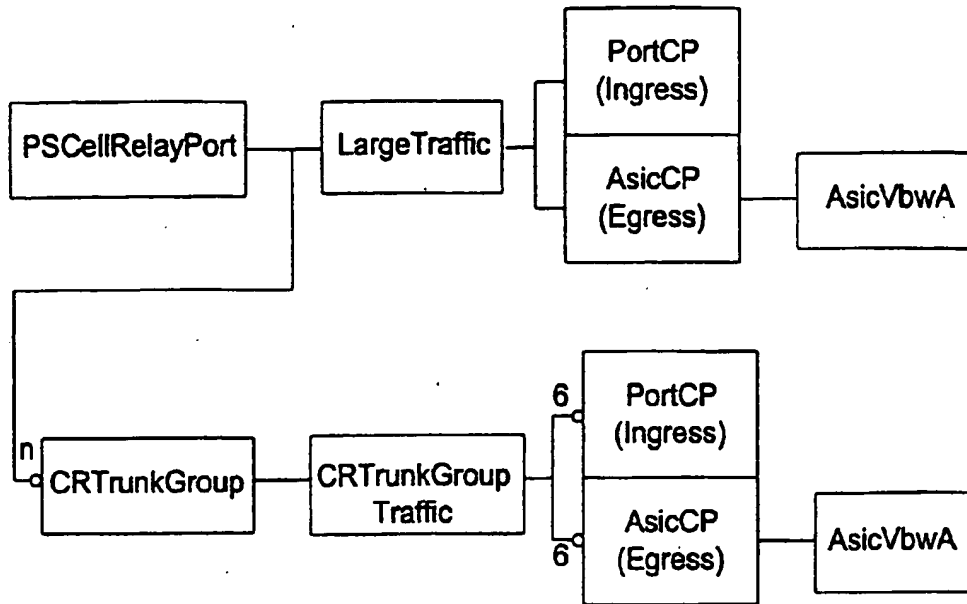 PSCellRelayPort
LargeTraffic
PortCP
(Ingress)
AsicCP
(Egress)
AsicVbwA
n
CRTrunkGroup
CRTrunkGroup
Traffic
6
6
PortCP
(Ingress)
AsicCP
(Egress)
AsicVbwA